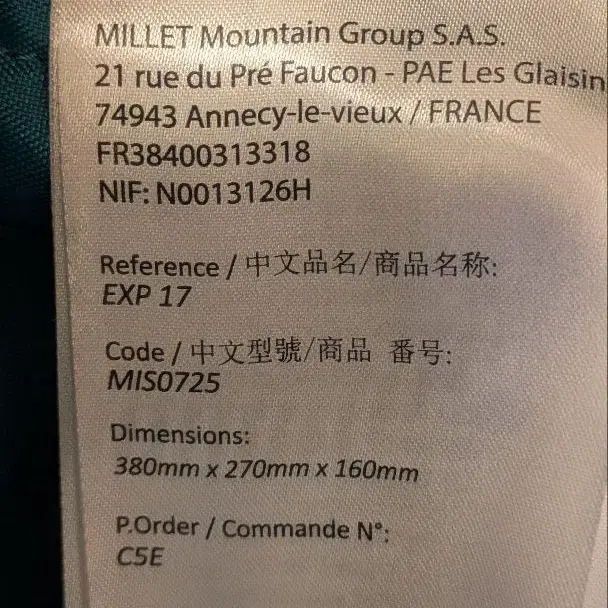 MILLET Mountain Group S.A.S.
21 rue du Pré Faucon - PAE Les Glaisin
74943 Annecy-le-vieux / FRANCE
FR38400313318
NIF: N0013126H
Reference / 中文品名/商品名称:
EXP 17
Code / 中文型號/商品 番号:
MIS0725
Dimensions:
380mm x 270mm x 160mm
P.Order / Commande N°:
C5E